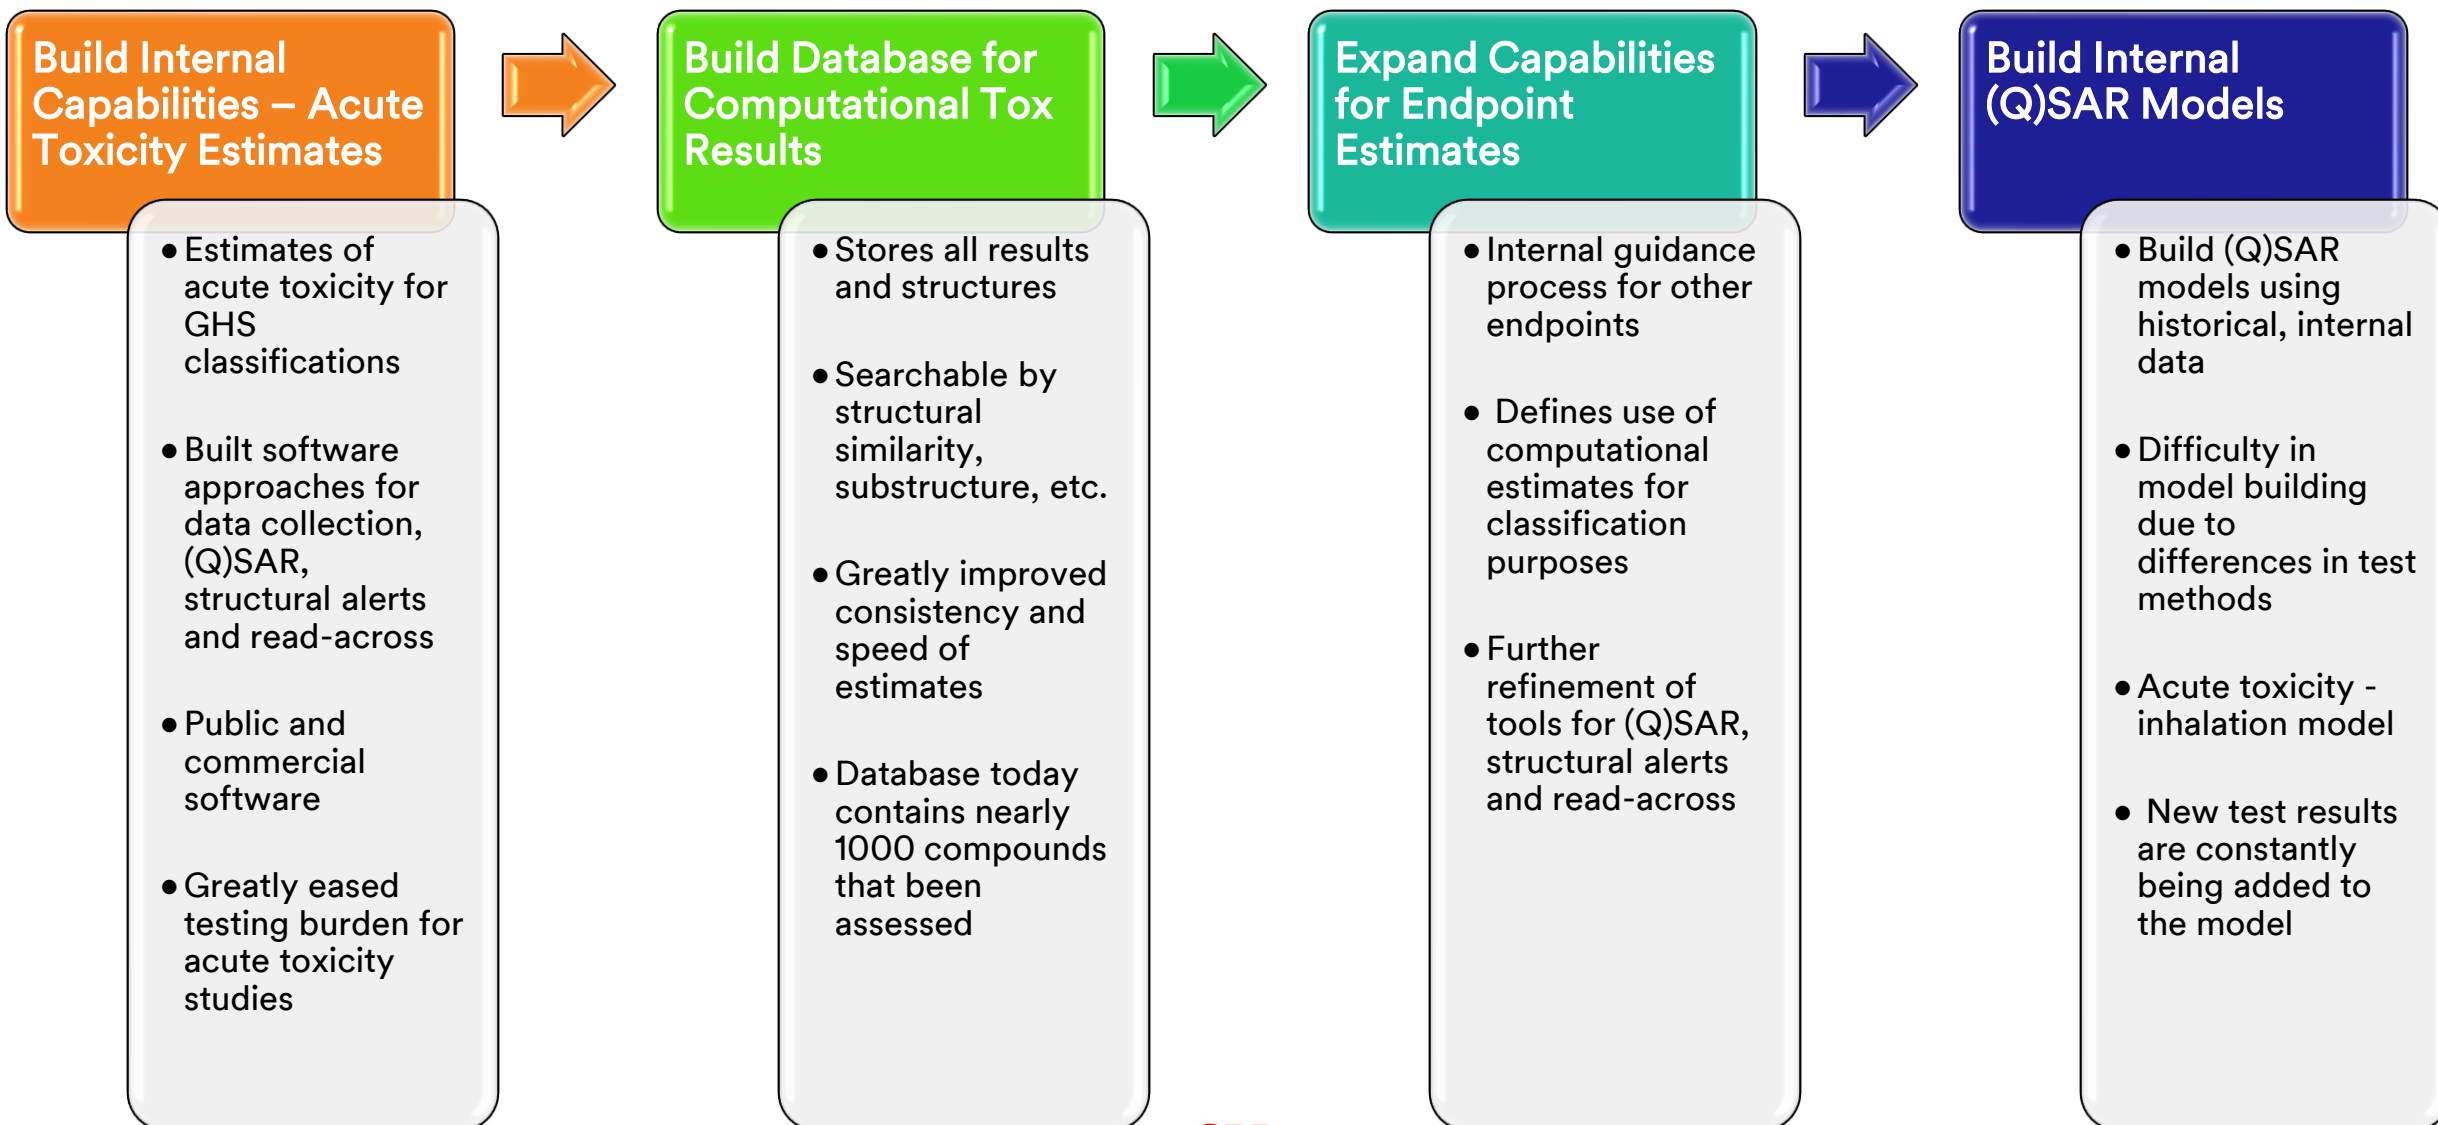 Build Internal
Capabilities – Acute
Toxicity Estimates
• Estimates of
acute toxicity for
GHS
classifications
• Built software
approaches for
data collection,
(Q)SAR,
structural alerts
and read-across
• Public and
commercial
software
• Greatly eased
testing burden for
acute toxicity
studies
Build Database for
Computational Tox
Results
• Stores all results
and structures
• Searchable by
structural
similarity,
substructure, etc.
• Greatly improved
consistency and
speed of
estimates
• Database today
contains nearly
1000 compounds
that been
assessed
Expand Capabilities
for Endpoint
Estimates
• Internal guidance
process for other
endpoints
• Defines use of
computational
estimates for
classification
purposes
• Further
refinement of
tools for (Q)SAR,
structural alerts
and read-across
Build Internal
(Q)SAR Models
• Build (Q)SAR
models using
historical, internal
data
• Difficulty in
model building
due to
differences in test
methods
• Acute toxicity -
inhalation model
• New test results
are constantly
being added to
the model